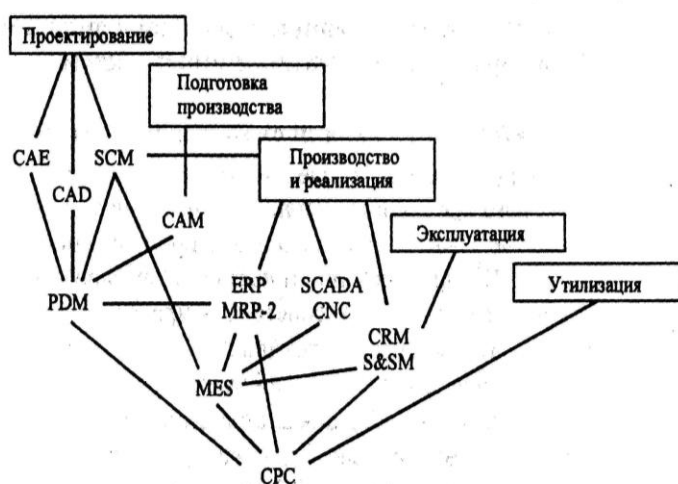 Проектирование
Подготовка
производства
CAE
SCM
Производство
и реализация
CAD
CAM
Эксплуатация
PDM
ERP
MRP-2
SCADA
CNC
Утилизация
CRM
S&SM
MES
CPC